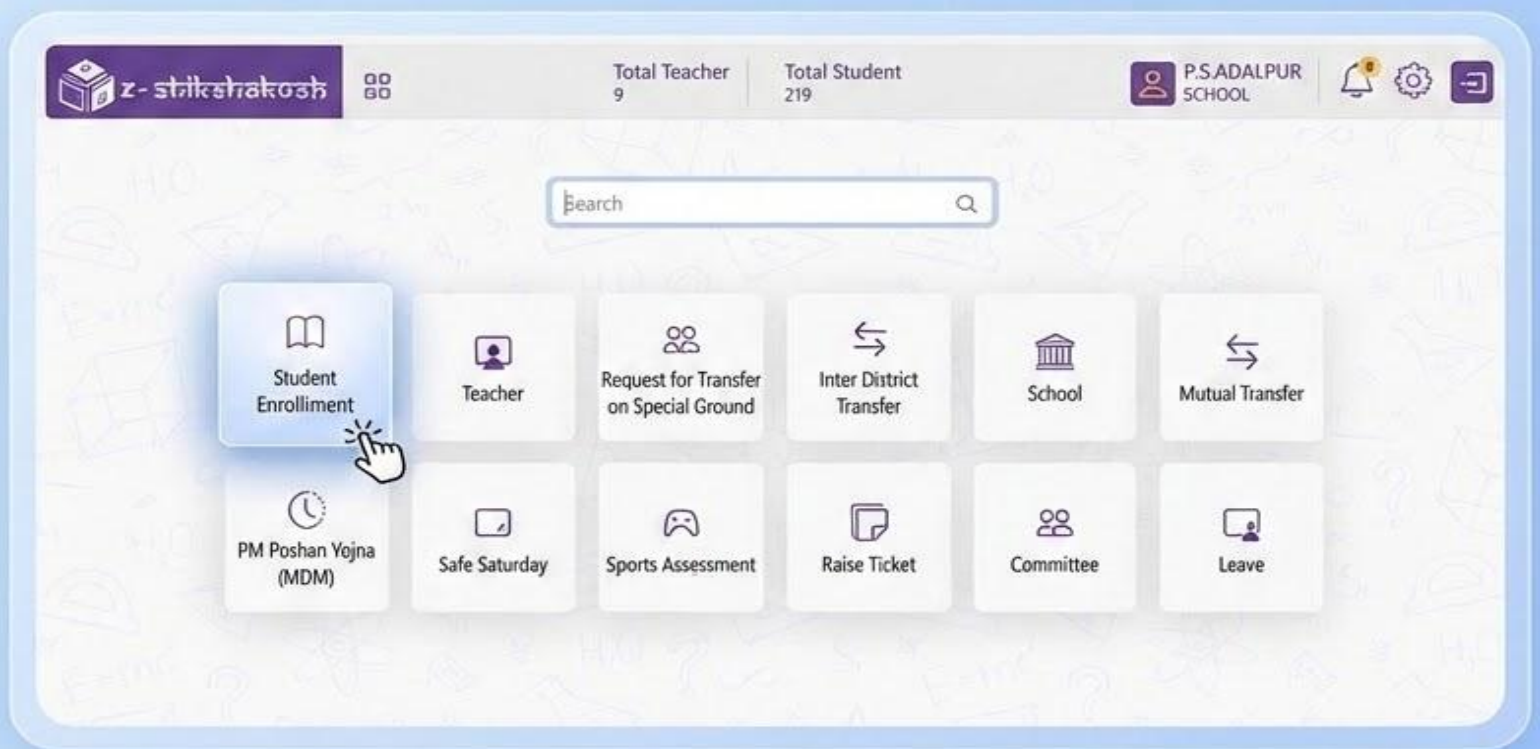 z-shikshakosh
Total Teacher
9
Total Student
219
P.S.ADALPUR
SCHOOL
Search
Student
Enrolliment
Teacher
Request for Transfer
on Special Ground
Inter District
Transfer
School
Mutual Transfer
PM Poshan Yojna
(MDM)
Safe Saturday
Sports Assessment
Raise Ticket
Committee
Leave